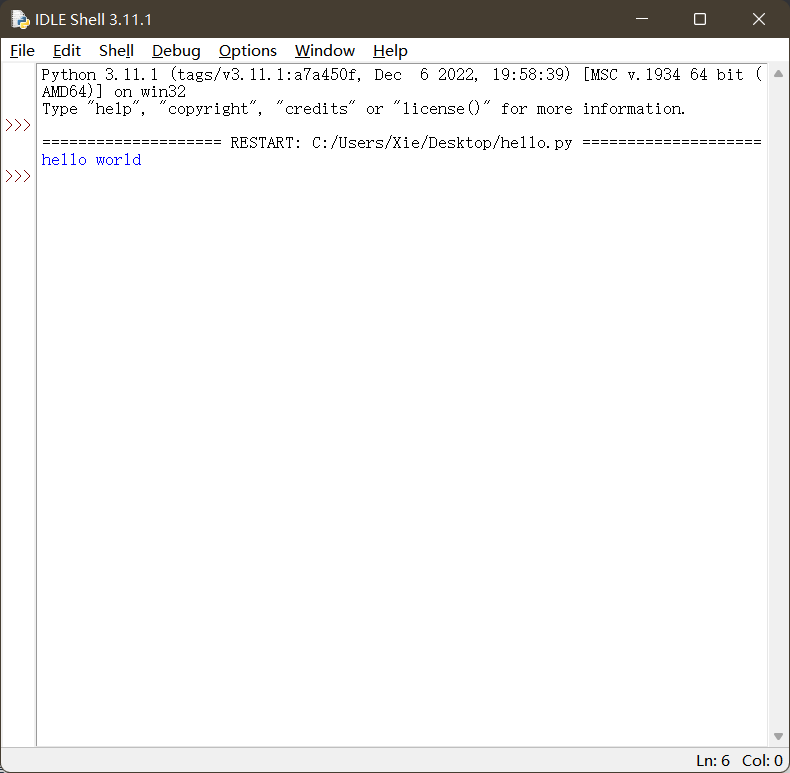 IDLE Shell 3.11.1
File Edit Shell Debug Options Window Help
Python 3.11.1 (tags/v3.11.1:a7a450f, Dec  6 2022, 19:58:39) [MSC v.1934 64 bit (
AMD64)] on win32
Type "help", "copyright", "credits" or "license()" for more information.
>>>
==================== RESTART: C:/Users/Xie/Desktop/hello.py ====================
hello world
>>>
Ln: 6 Col: 0